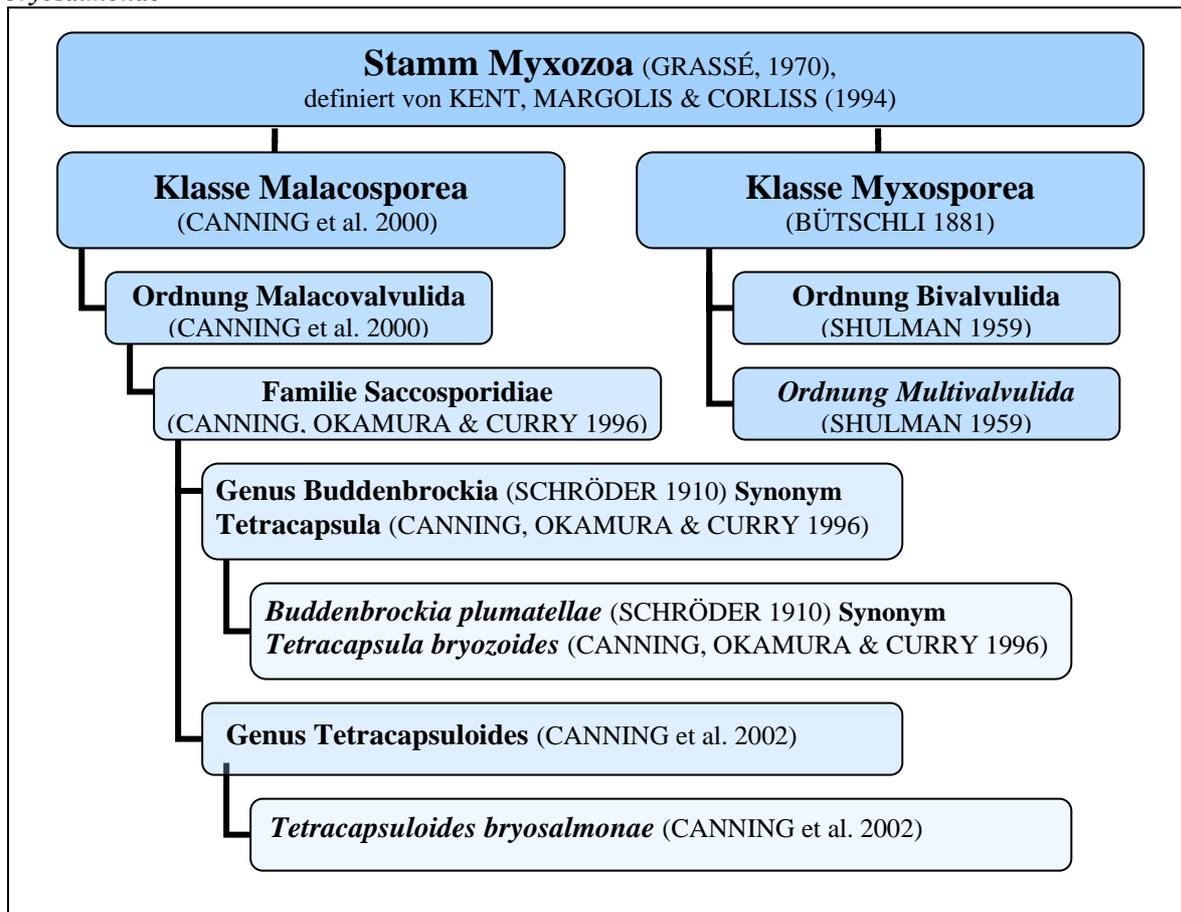 Stamm Myxozoa (GRASSÉ, 1970),
definiert von KENT, MARGOLIS & CORLISS (1994)
Klasse Malacosporea
(CANNING et al. 2000)
Klasse Myxosporea
(BÜTSCHLI 1881)
Ordnung Malacovalvulida
(CANNING et al. 2000)
Ordnung Bivalvulida
(SHULMAN 1959)
Familie Saccosporidiae
(CANNING, OKAMURA & CURRY 1996)
Ordnung Multivalvulida
(SHULMAN 1959)
Genus Buddenbrockia (SCHRÖDER 1910) Synonym
Tetracapsula (CANNING, OKAMURA & CURRY 1996)
Buddenbrockia plumatellae (SCHRÖDER 1910) Synonym
Tetracapsula bryozoides (CANNING, OKAMURA & CURRY 1996)
Genus Tetracapsuloides (CANNING et al. 2002)
Tetracapsuloides bryosalmonae (CANNING et al. 2002)